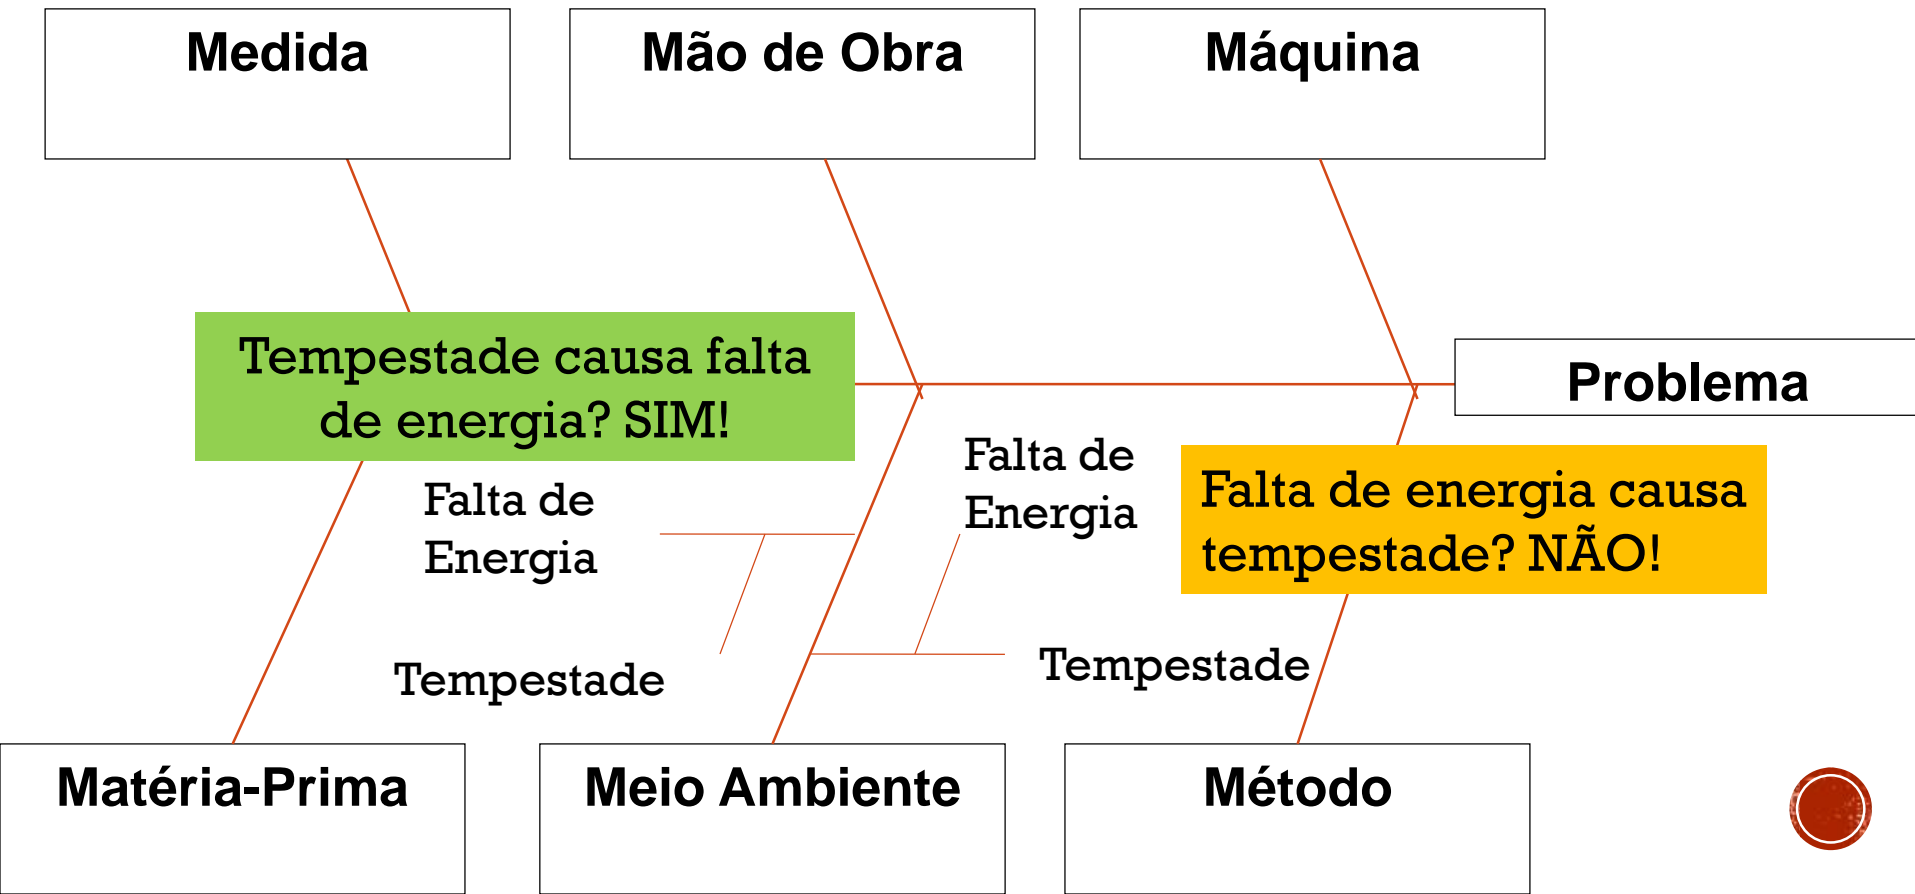 Medida
Mão de Obra
Máquina
Tempestade causa falta
de energia? SIM!
Problema
Falta de
Energia
Tempestade
Falta de
Energia
Tempestade
Falta de energia causa
tempestade? NÃO!
Matéria-Prima
Meio Ambiente
Método